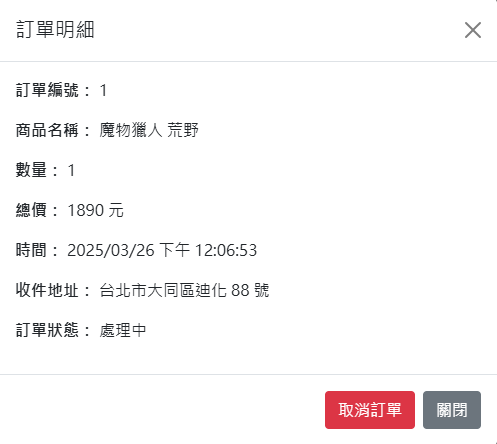 訂單明細
訂單編號： 1
商品名稱： 魔物獵人 荒野
數量： 1
總價： 1890 元
時間： 2025/03/26 下午 12:06:53
收件地址： 台北市大同區迪化 88 號
訂單狀態： 處理中
取消訂單 關閉